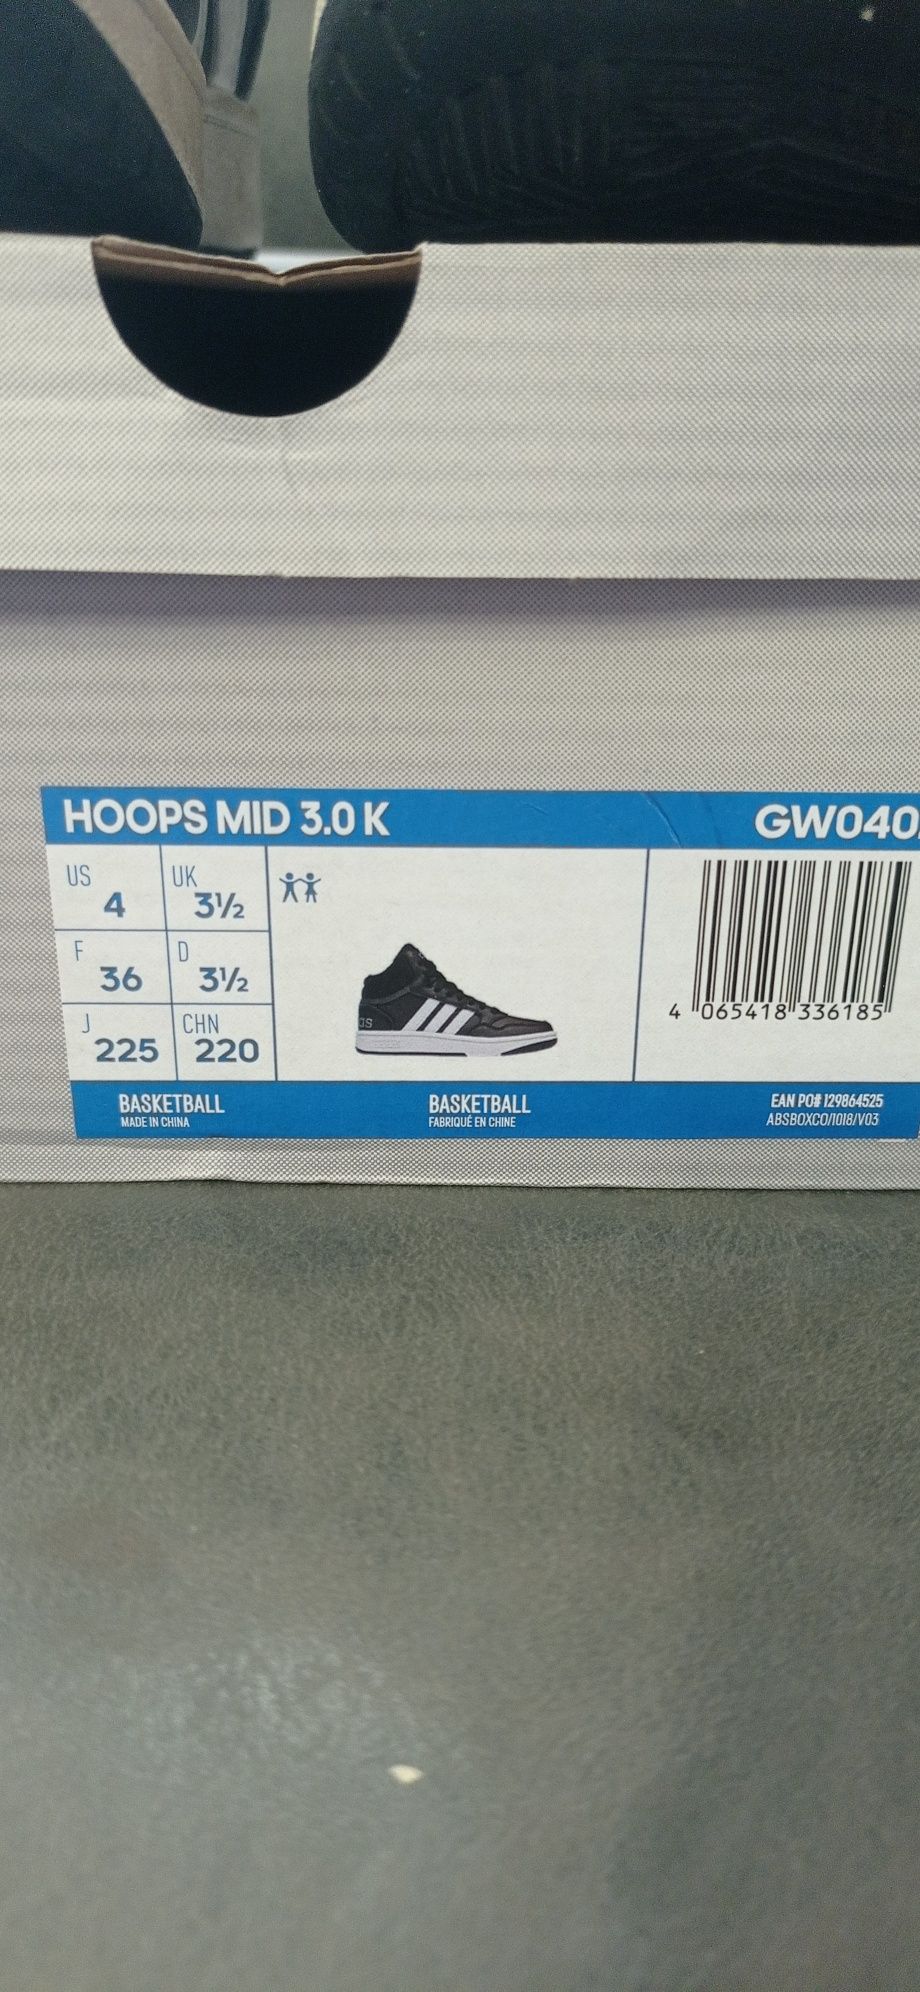 HOOPS MID 3.0 K GW040
US 4 UK 3½
F 36 D 3½
J 225 CHN 220
4 065418 336185
BASKETBALL
MADE IN CHINA
BASKETBALL
FABRIQUÉ EN CHINE
EAN PO# 129864525
ABSBOXCO/1018/V03